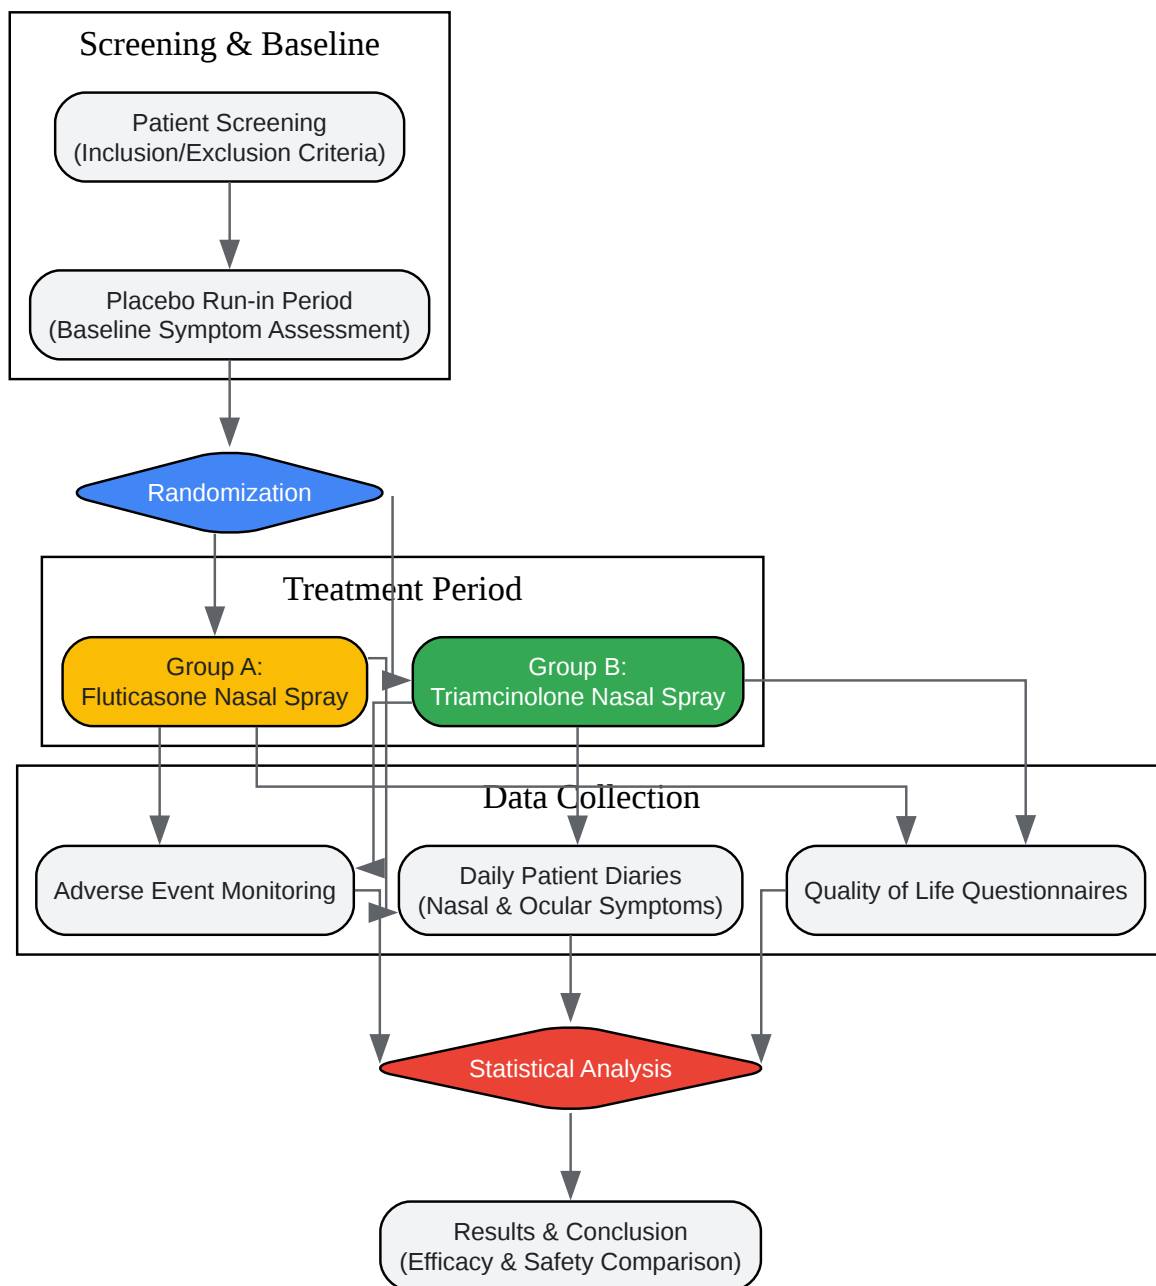 Screening & Baseline
Patient Screening
(Inclusion/Exclusion Criteria)
Placebo Run-in Period
(Baseline Symptom Assessment)
Randomization
Treatment Period
Group A:
Fluticasone Nasal Spray
Group B:
Triamcinolone Nasal Spray
Data Collection
Adverse Event Monitoring
Daily Patient Diaries
(Nasal & Ocular Symptoms)
Quality of Life Questionnaires
Statistical Analysis
Results & Conclusion
(Efficacy & Safety Comparison)